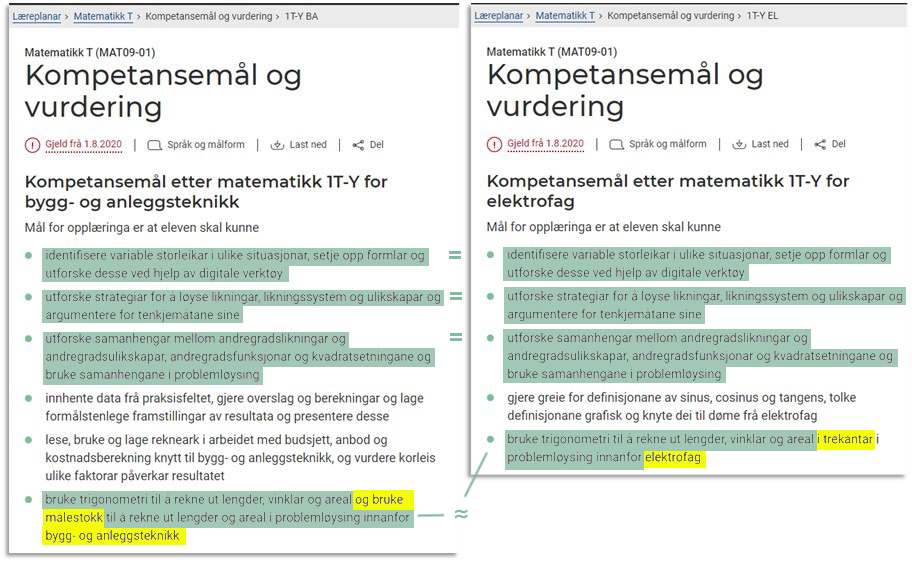 Læreplanar › Matematikk T › Kompetansemål og vurdering › 1T-Y BA
Matematikk T (MAT09-01)
Kompetansemål og
vurdering
Gjeld frå 1.8.2020 | Språk og målform | Last ned | Del
Kompetansemål etter matematikk 1T-Y for
bygg- og anleggsteknikk
Mål for opplæringa er at eleven skal kunne
identifisere variable storleikar i ulike situasjonar, setje opp formlar og
utforske desse ved hjelp av digitale verktøy
utforske strategiar for å løyse likningar, likningssystem og ulikskapar og
argumentere for tenkjemåtane sine
utforske samanhengar mellom andregradslikningar og
andregradsulikskapar, andregradsfunksjonar og kvadratsetningane og
bruke samanhengane i problemløysing
innhente data frå praksisfeltet, gjere overslag og berekningar og lage
formålstenlege framstillingar av resultata og presentere desse
lese, bruke og lage rekneark i arbeidet med budsjett, anbod og
kostnadsberekning knytt til bygg- og anleggsteknikk, og vurdere korleis
ulike faktorar påverkar resultatet
bruke trigonometri til å rekne ut lengder, vinklar og areal og bruke
målestokk til å rekne ut lengder og areal i problemløysing innanfor
bygg- og anleggsteknikk
=
=
=
≈
Læreplanar › Matematikk T › Kompetansemål og vurdering › 1T-Y EL
Matematikk T (MAT09-01)
Kompetansemål og
vurdering
Gjeld frå 1.8.2020 | Språk og målform | Last ned | Del
Kompetansemål etter matematikk 1T-Y for
elektrofag
Mål for opplæringa er at eleven skal kunne
identifisere variable storleikar i ulike situasjonar, setje opp formlar og
utforske desse ved hjelp av digitale verktøy
utforske strategiar for å løyse likningar, likningssystem og ulikskapar og
argumentere for tenkjemåtane sine
utforske samanhengar mellom andregradslikningar og
andregradsulikskapar, andregradsfunksjonar og kvadratsetningane og
bruke samanhengane i problemløysing
gjere greie for definisjonane av sinus, cosinus og tangens, tolke
definisjonane grafisk og knyte dei til døme frå elektrofag
bruke trigonometri til å rekne ut lengder, vinklar og areal i trekantar i
problemløysing innanfor elektrofag